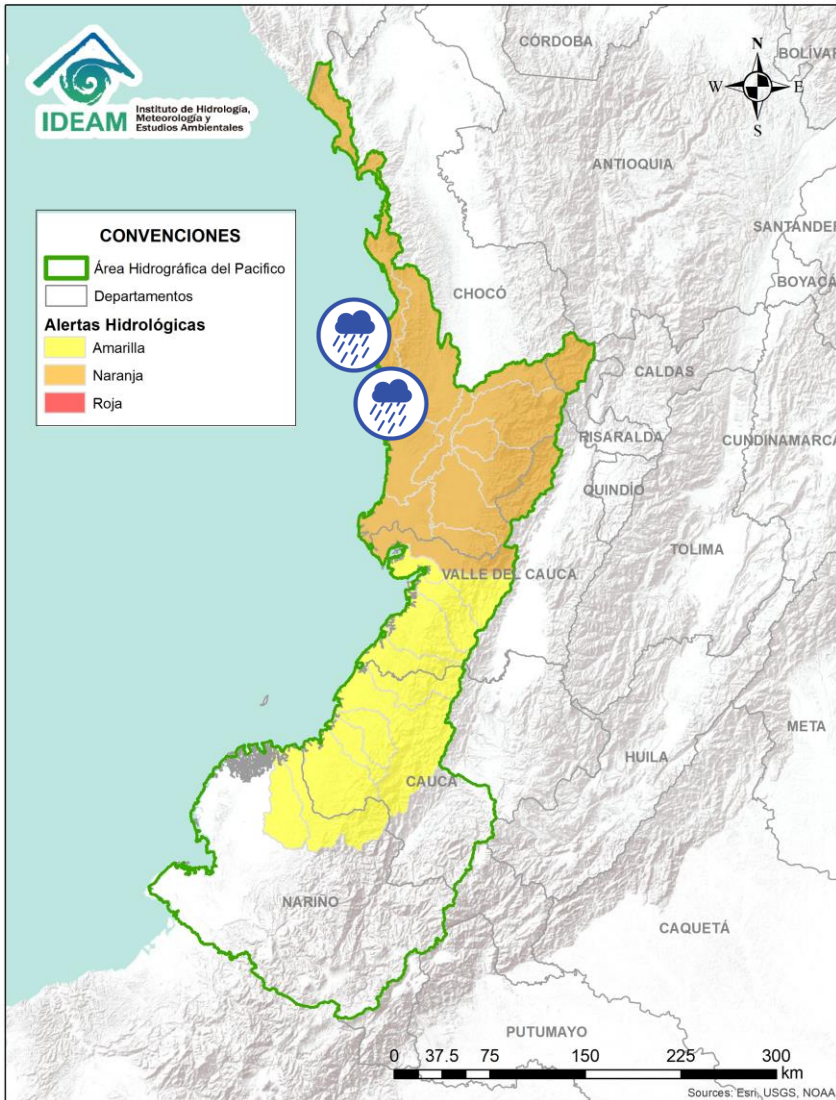 IDEAM
Instituto de Hidrología,
Meteorología y
Estudios Ambientales
N
W E
S
CONVENCIONES
Área Hidrográfica del Pacifico
Departamentos
Alertas Hidrológicas
Amarilla
Naranja
Roja
CÓRDOBA
BOLÍVAR
ANTIOQUIA
SANTANDER
BOYACÁ
CHOCÓ
CALDAS
RISARALDA
CUNDINAMARCA
QUINDÍO
TOLIMA
VALLE DEL CAUCA
META
HUILA
CAUCA
NARIÑO
CAQUETÁ
PUTUMAYO
0 37.5 75 150 225 300
km
Sources: Esri, USGS, NOAA